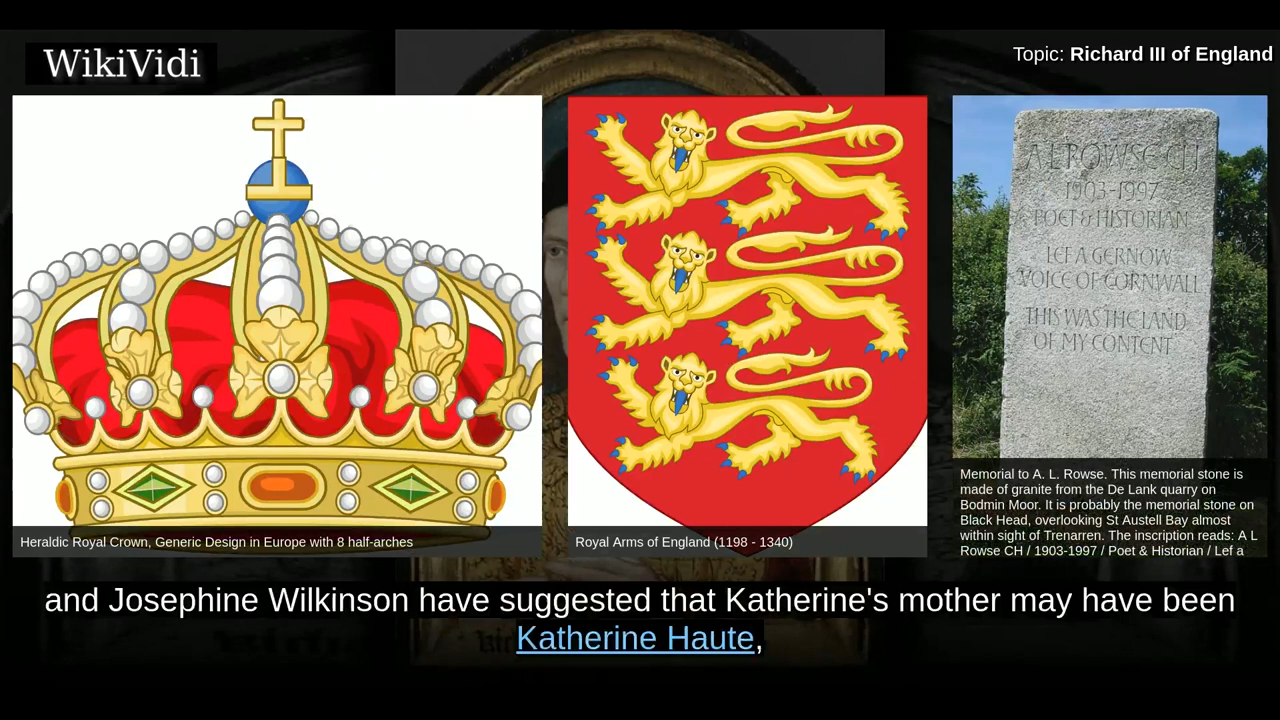 WikiVidi
Topic: Richard III of England
A L ROWSE CH
1903-1997
POET & HISTORIAN
LEF A GERNOW
VOICE OF CORNWALL
THIS WAS THE LAND
OF MY CONTENT
Heraldic Royal Crown, Generic Design in Europe with 8 half-arches
Royal Arms of England (1198 - 1340)
Memorial to A. L. Rowse. This memorial stone is
made of granite from the De Lank quarry on
Bodmin Moor. It is probably the memorial stone on
Black Head, overlooking St Austell Bay almost
within sight of Trenarren. The inscription reads: A L
Rowse CH / 1903-1997 / Poet & Historian / Lef a
and Josephine Wilkinson have suggested that Katherine's mother may have been
Katherine Haute,